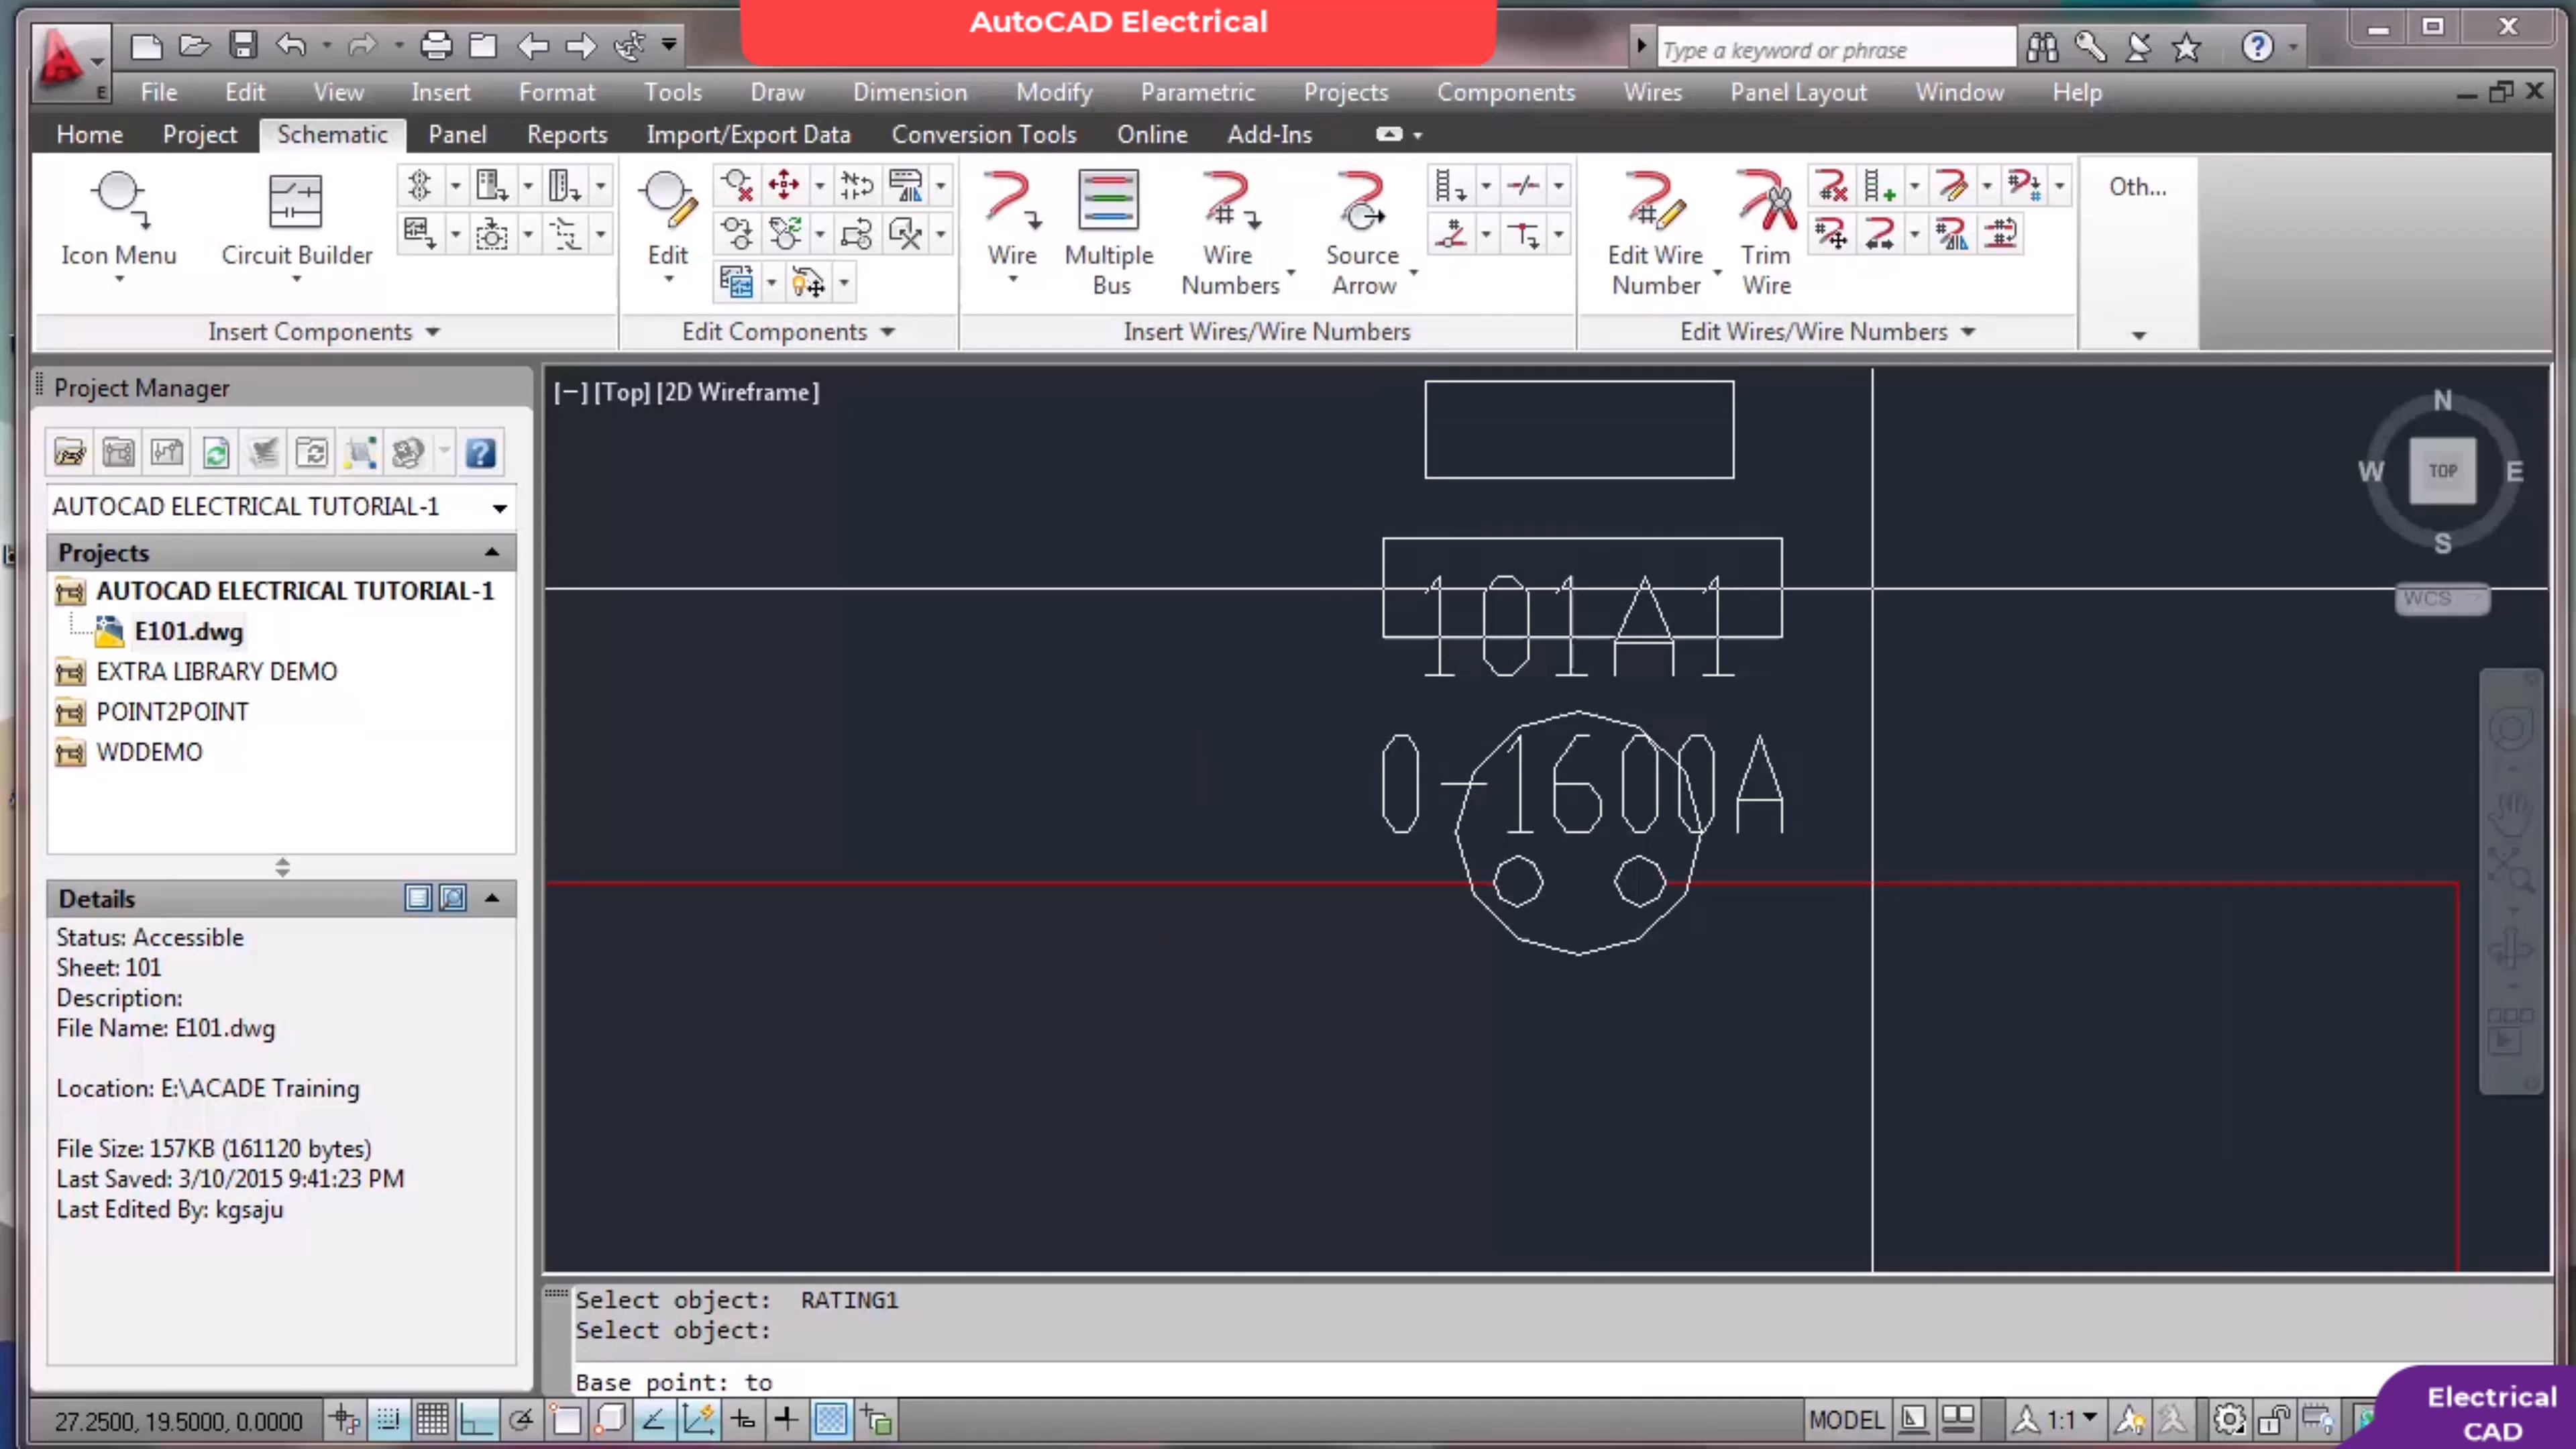 AutoCAD Electrical
Type a keyword or phrase
E
File Edit View Insert Format Tools Draw Dimension Modify Parametric Projects Components Wires Panel Layout Window Help
Home Project Schematic Panel Reports Import/Export Data Conversion Tools Online Add-Ins
Icon Menu
Circuit Builder
Edit
Wire
Multiple Bus
Wire Numbers
Source Arrow
Edit Wire Number
Trim Wire
Oth...
Insert Components
Edit Components
Insert Wires/Wire Numbers
Edit Wires/Wire Numbers
Project Manager
AUTOCAD ELECTRICAL TUTORIAL-1
Projects
AUTOCAD ELECTRICAL TUTORIAL-1
E101.dwg
EXTRA LIBRARY DEMO
POINT2POINT
WDDEMO
Details
Status: Accessible
Sheet: 101
Description:
File Name: E101.dwg
Location: E:\ACADE Training
File Size: 157KB (161120 bytes)
Last Saved: 3/10/2015 9:41:23 PM
Last Edited By: kgsaju
[−] [Top] [2D Wireframe]
N
W TOP E
S
WCS
101A1
0-1600A
Select object: RATING1
Select object:
Base point: to
27.2500, 19.5000, 0.0000
MODEL
1:1
Electrical
CAD